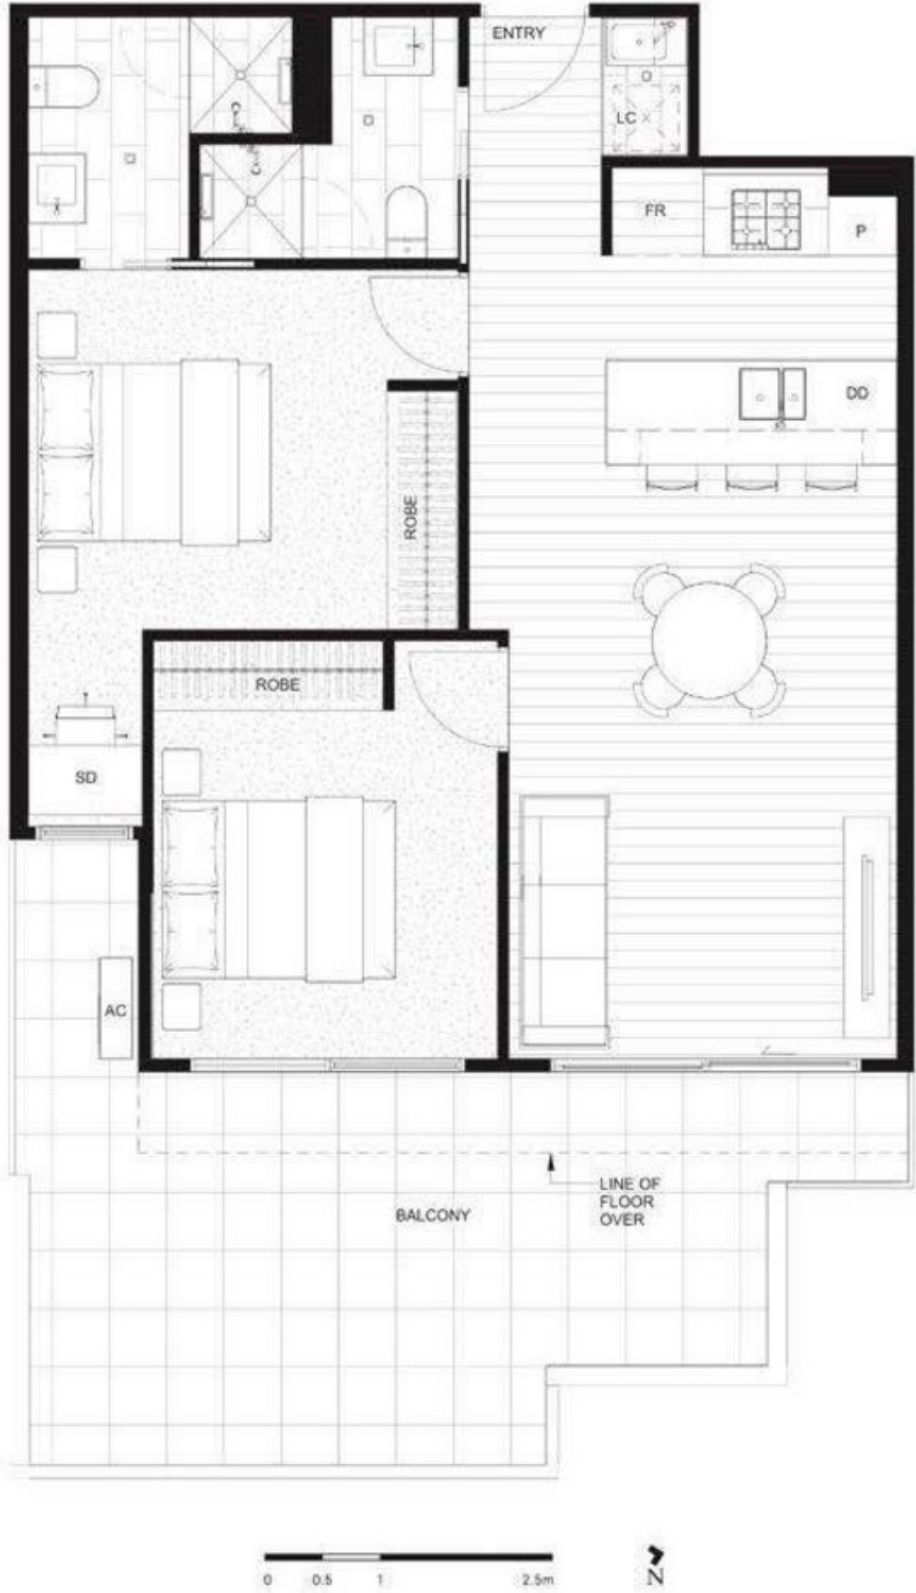 ENTRY
LC
FR
P
DD
ROBE
ROBE
SD
AC
LINE OF
FLOOR
OVER
BALCONY
0 0.5 1 2.5m
N